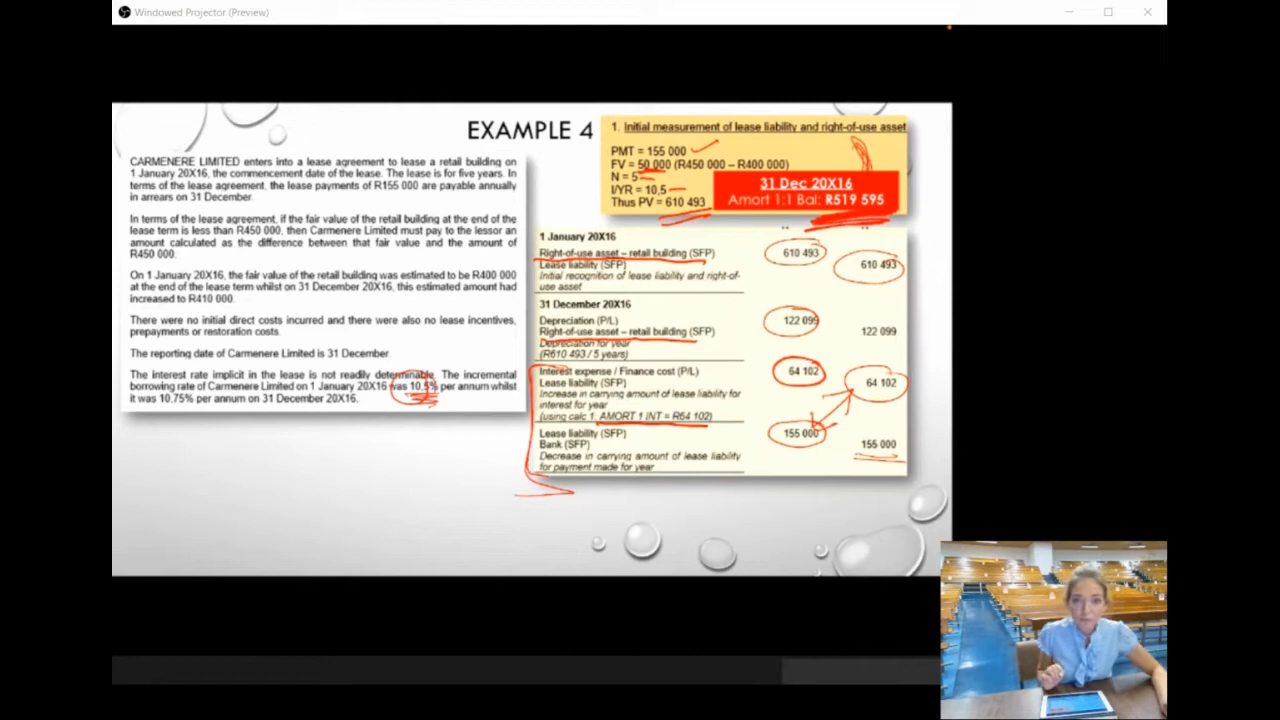 Windowed Projector (Preview)
EXAMPLE 4
CARMENERE LIMITED enters into a lease agreement to lease a retail building on
1 January 20X16, the commencement date of the lease. The lease is for five years. In
terms of the lease agreement, the lease payments of R155 000 are payable annually
in arrears on 31 December.
In terms of the lease agreement, if the fair value of the retail building at the end of the
lease term is less than R450 000, then Carmenere Limited must pay to the lessor an
amount calculated as the difference between that fair value and the amount of
R450 000.
On 1 January 20X16, the fair value of the retail building was estimated to be R400 000
at the end of the lease term whilst on 31 December 20X16, this estimated amount had
increased to R410 000.
There were no initial direct costs incurred and there were also no lease incentives,
prepayments or restoration costs.
The reporting date of Carmenere Limited is 31 December.
The interest rate implicit in the lease is not readily determinable. The incremental
borrowing rate of Carmenere Limited on 1 January 20X16 was 10,5% per annum whilst
it was 10,75% per annum on 31 December 20X16.
1. Initial measurement of lease liability and right-of-use asset
PMT = 155 000
FV = 50 000 (R450 000 – R400 000)
N = 5
I/YR = 10,5
Thus PV = 610 493
31 Dec 20X16
Amort 1:1 Bal: R519 595
1 January 20X16
Right-of-use asset – retail building (SFP) 610 493
Lease liability (SFP) 610 493
Initial recognition of lease liability and right-of-
use asset
31 December 20X16
Depreciation (P/L) 122 099
Right-of-use asset – retail building (SFP) 122 099
Depreciation for year
(R610 493 / 5 years)
Interest expense / Finance cost (P/L) 64 102
Lease liability (SFP) 64 102
Increase in carrying amount of lease liability for
interest for year
(using calc 1: AMORT 1 INT = R64 102)
Lease liability (SFP) 155 000
Bank (SFP) 155 000
Decrease in carrying amount of lease liability
for payment made for year